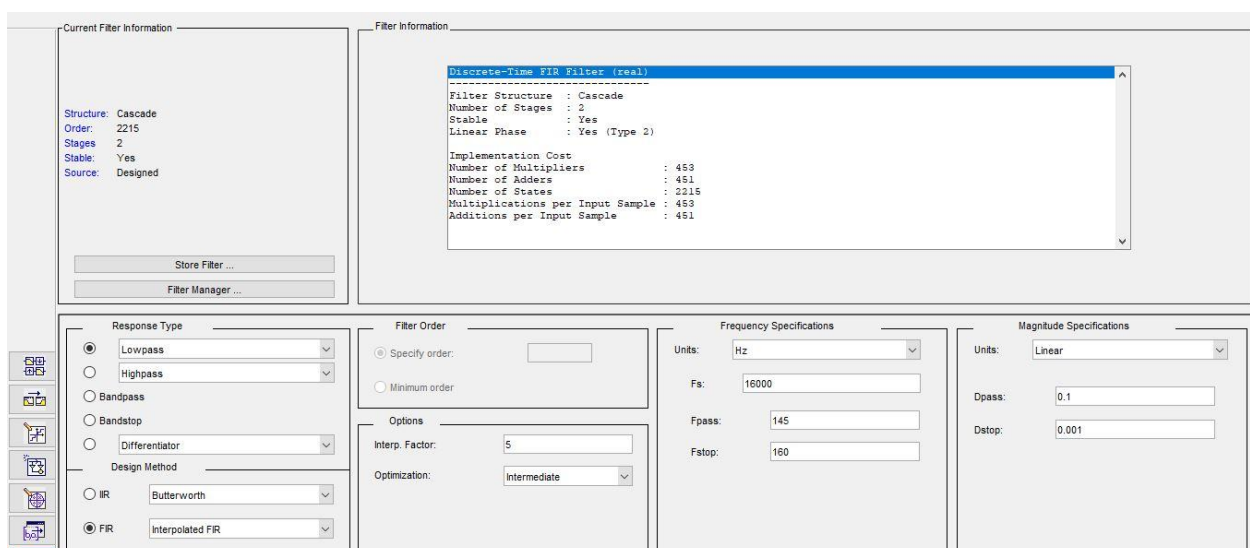 Current Filter Information
Structure: Cascade
Order: 2215
Stages 2
Stable: Yes
Source: Designed
Store Filter ...
Filter Manager ...
Filter Information
Discrete-Time FIR Filter (real)
-------------------------------
Filter Structure : Cascade
Number of Stages : 2
Stable : Yes
Linear Phase : Yes (Type 2)
Implementation Cost
Number of Multipliers : 453
Number of Adders : 451
Number of States : 2215
Multiplications per Input Sample : 453
Additions per Input Sample : 451
Response Type
Lowpass
Highpass
Bandpass
Bandstop
Differentiator
Design Method
IIR Butterworth
FIR Interpolated FIR
Filter Order
Specify order:
Minimum order
Options
Interp. Factor: 5
Optimization: Intermediate
Frequency Specifications
Units: Hz
Fs: 16000
Fpass: 145
Fstop: 160
Magnitude Specifications
Units: Linear
Dpass: 0.1
Dstop: 0.001